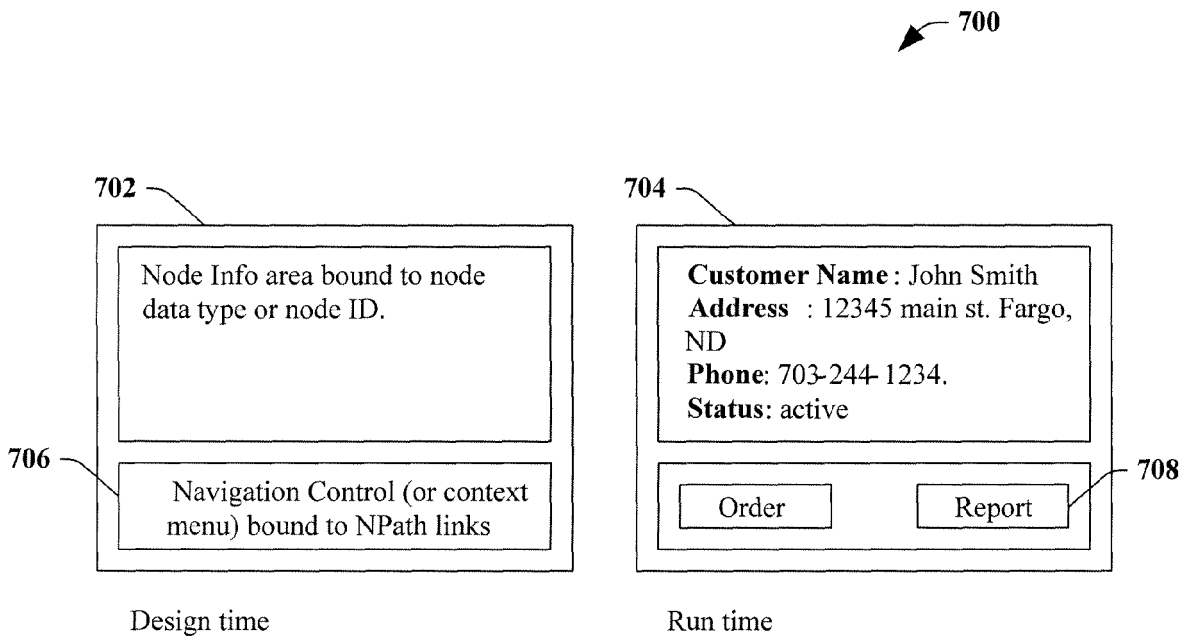 700
702
704
Node Info area bound to node
data type or node ID.
Customer Name : John Smith
Address : 12345 main st. Fargo,
ND
Phone: 703-244-1234.
Status: active
706
Navigation Control (or context
menu) bound to NPath links
708
Order
Report
Design time
Run time